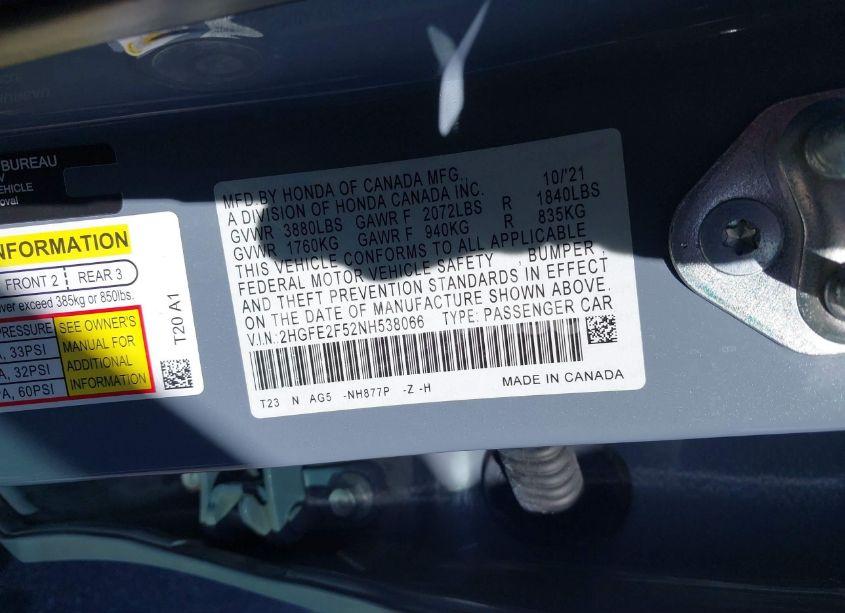 BUREAU
V
VEHICLE
oval
INFORMATION
FRONT 2 | REAR 3
ver exceed 385kg or 850lbs.
PRESSURE
SEE OWNER'S
MANUAL FOR
ADDITIONAL
INFORMATION
A, 33PSI
A, 32PSI
PA, 60PSI
T20 A1
MFD.BY HONDA OF CANADA MFG., 10/'21
A DIVISION OF HONDA CANADA INC.
GVWR 3880LBS GAWR F 2072LBS R 1840LBS
GVWR 1760KG GAWR F 940KG R 835KG
THIS VEHICLE CONFORMS TO ALL APPLICABLE
FEDERAL MOTOR VEHICLE SAFETY , BUMPER ,
AND THEFT PREVENTION STANDARDS IN EFFECT
ON THE DATE OF MANUFACTURE SHOWN ABOVE.
V.I.N.:2HGFE2F52NH538066 TYPE: PASSENGER CAR
T23 N AG5 -NH877P -Z -H MADE IN CANADA